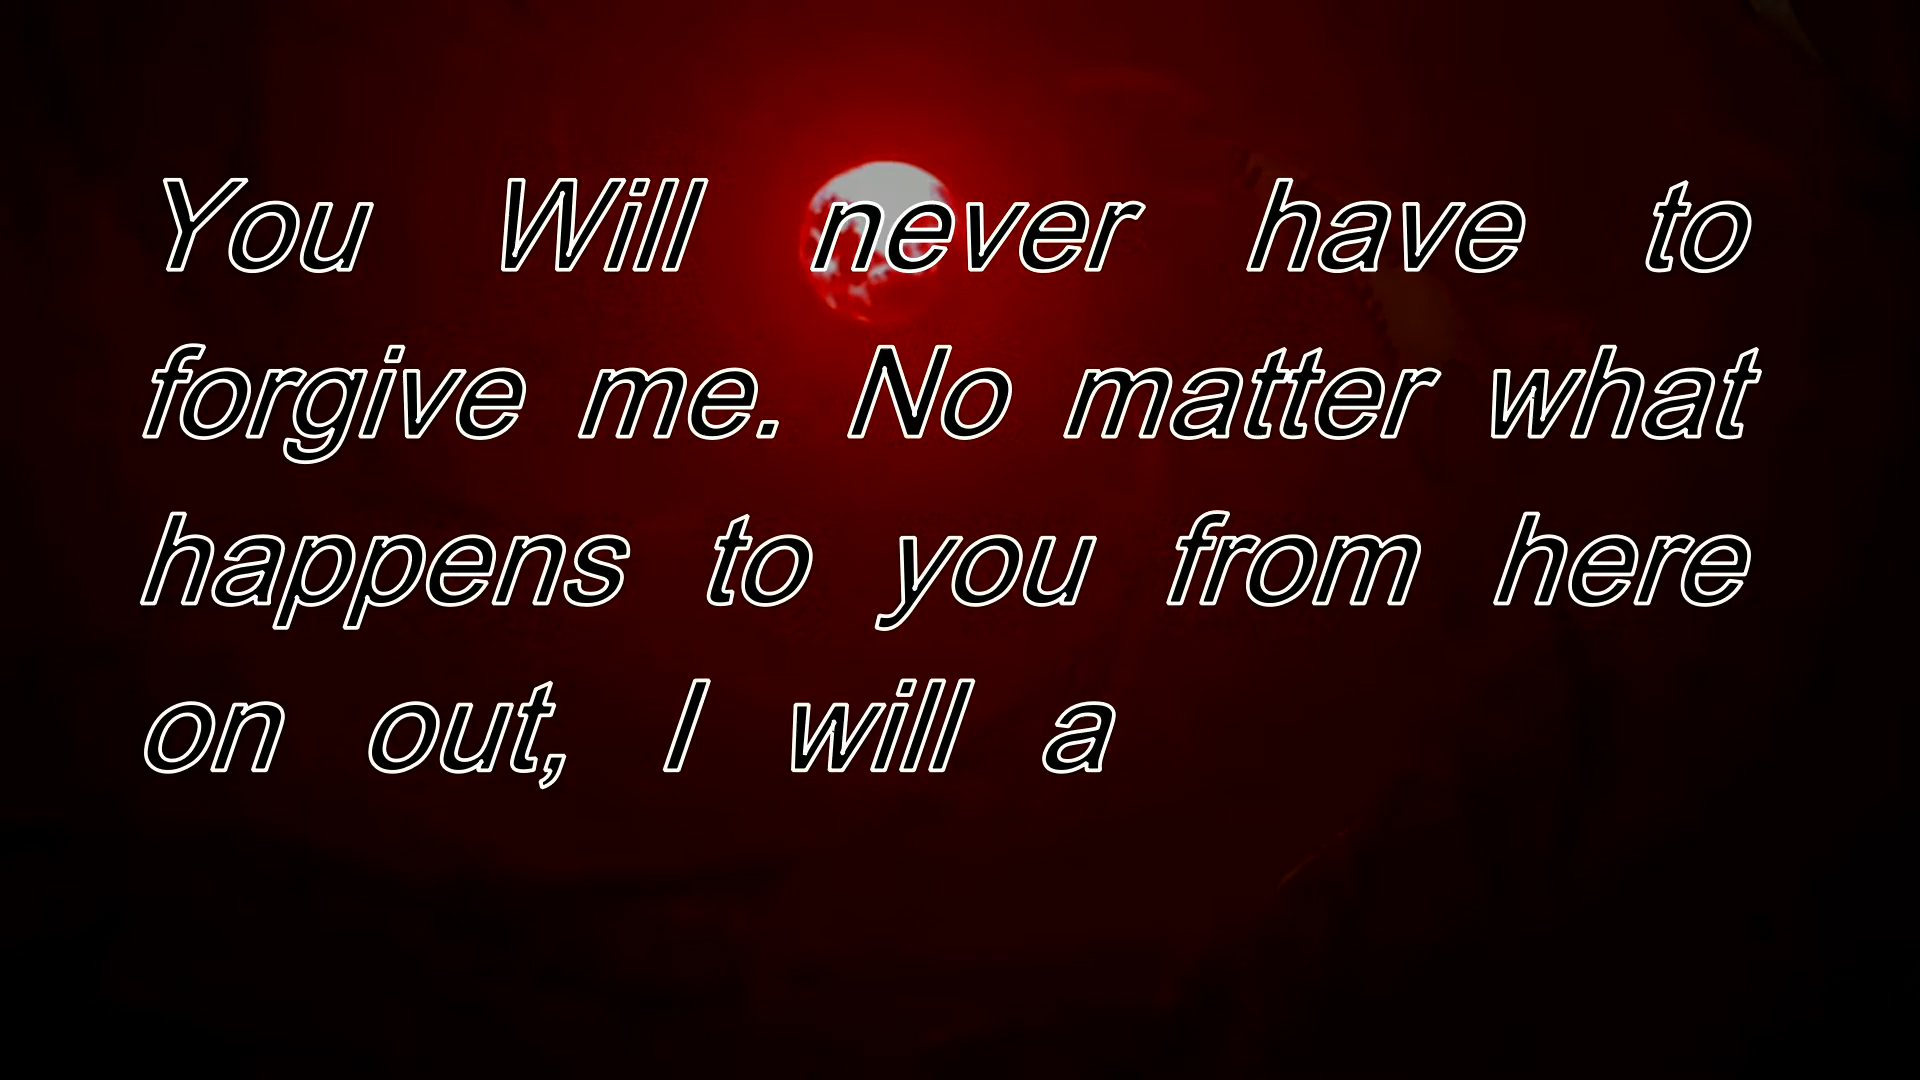 You Will never have to
forgive me. No matter what
happens to you from here
on out, I will a